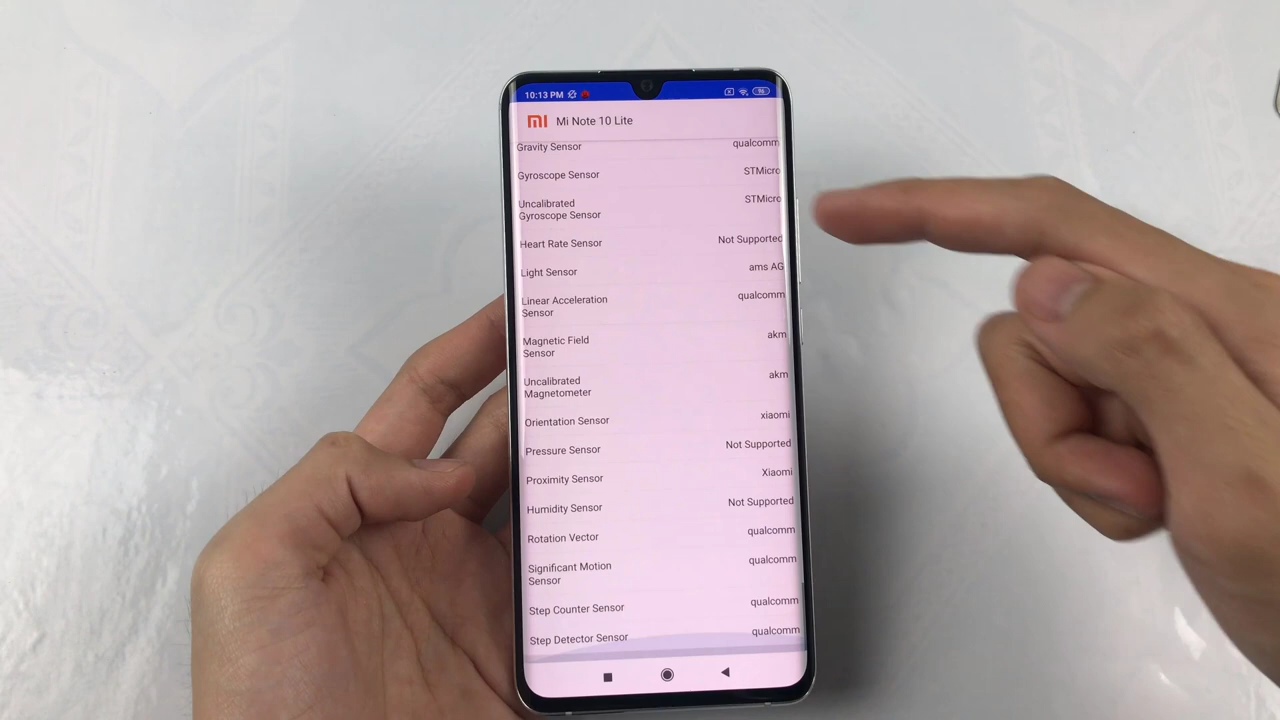 10:13 PM
96
mi Mi Note 10 Lite
Gravity Sensor qualcomm
Gyroscope Sensor STMicro
Uncalibrated
Gyroscope Sensor STMicro
Heart Rate Sensor Not Supported
Light Sensor ams AG
Linear Acceleration
Sensor qualcomm
Magnetic Field
Sensor akm
Uncalibrated
Magnetometer akm
Orientation Sensor xiaomi
Pressure Sensor Not Supported
Proximity Sensor Xiaomi
Humidity Sensor Not Supported
Rotation Vector qualcomm
Significant Motion
Sensor qualcomm
Step Counter Sensor qualcomm
Step Detector Sensor qualcomm